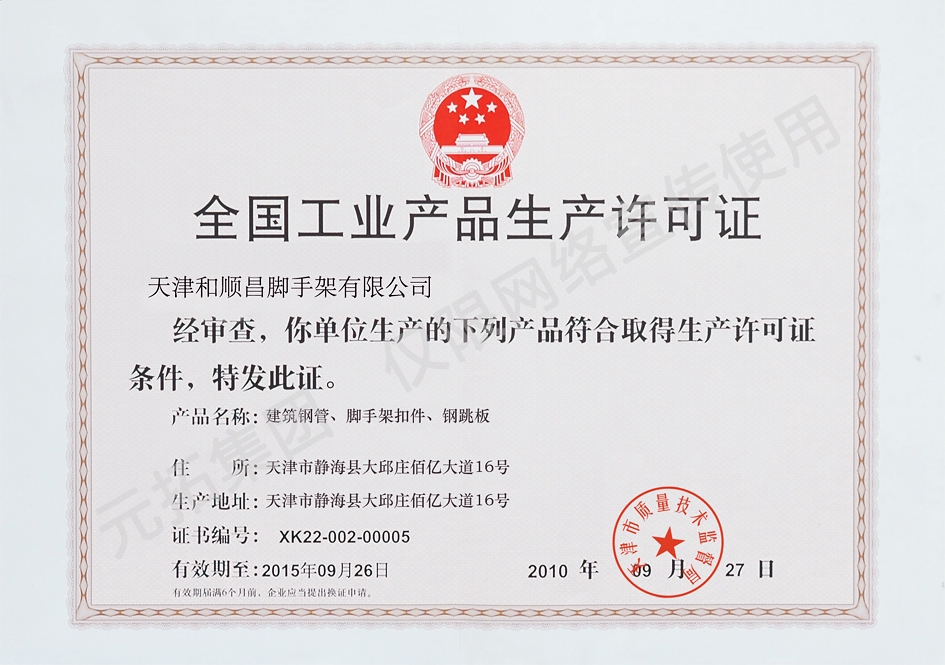 全国工业产品生产许可证
天津和顺昌脚手架有限公司
经审查，你单位生产的下列产品符合取得生产许可证
条件，特发此证。
产品名称：建筑钢管、脚手架扣件、钢跳板
住 所：天津市静海县大邱庄佰亿大道16号
生产地址：天津市静海县大邱庄佰亿大道16号
证书编号： XK22-002-00005
有效期至：2015年09月26日
2010 年 09 月 27 日
天津市质量技术监督局
有效期届满6个月前，企业应当提出换证申请。
元拓集团 仅限网络宣传使用